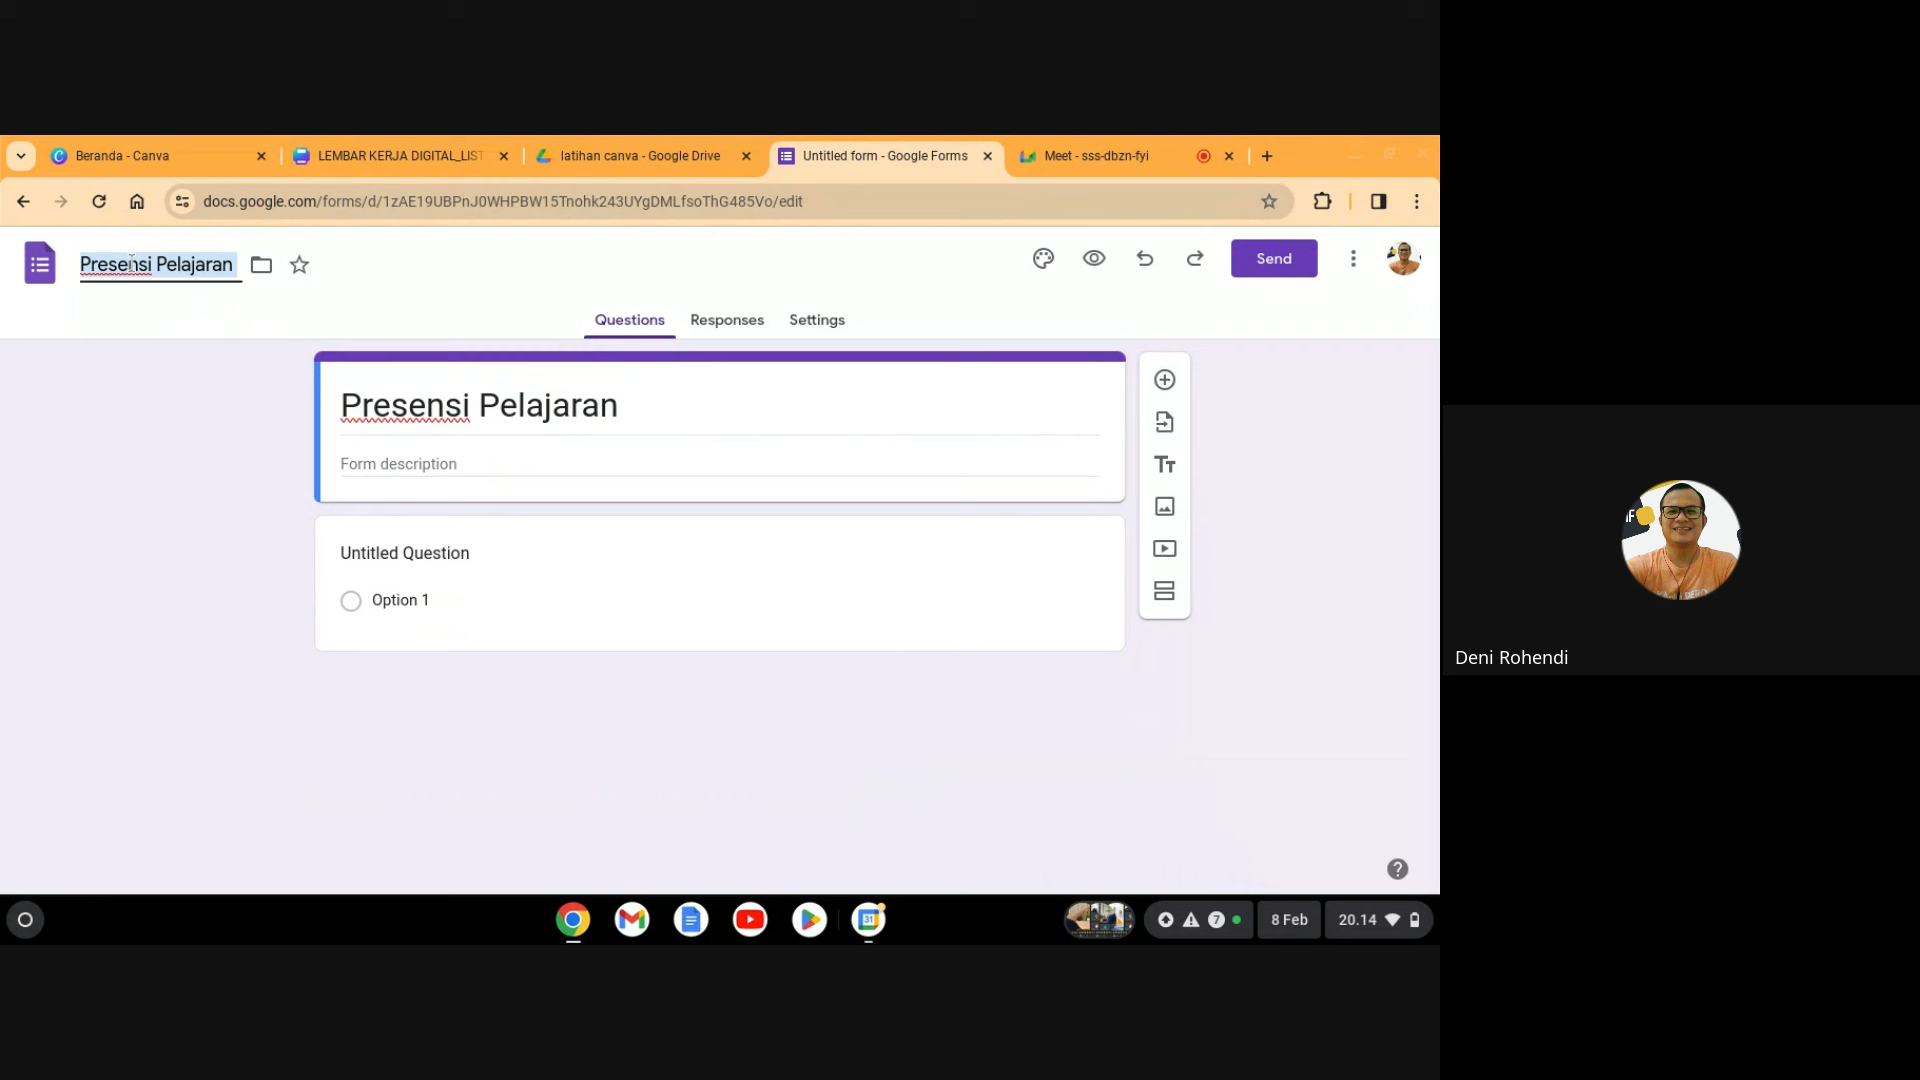 Beranda - Canva
LEMBAR KERJA DIGITAL_LIST
latihan canva - Google Drive
Untitled form - Google Forms
Meet - sss-dbzn-fyi
docs.google.com/forms/d/1zAE19UBPnJ0WHPBW15Tnohk243UYgDMLfsoThG485Vo/edit
Presensi Pelajaran
Send
Questions
Responses
Settings
Presensi Pelajaran
Form description
Untitled Question
Option 1
Deni Rohendi
31
7
8 Feb
20.14